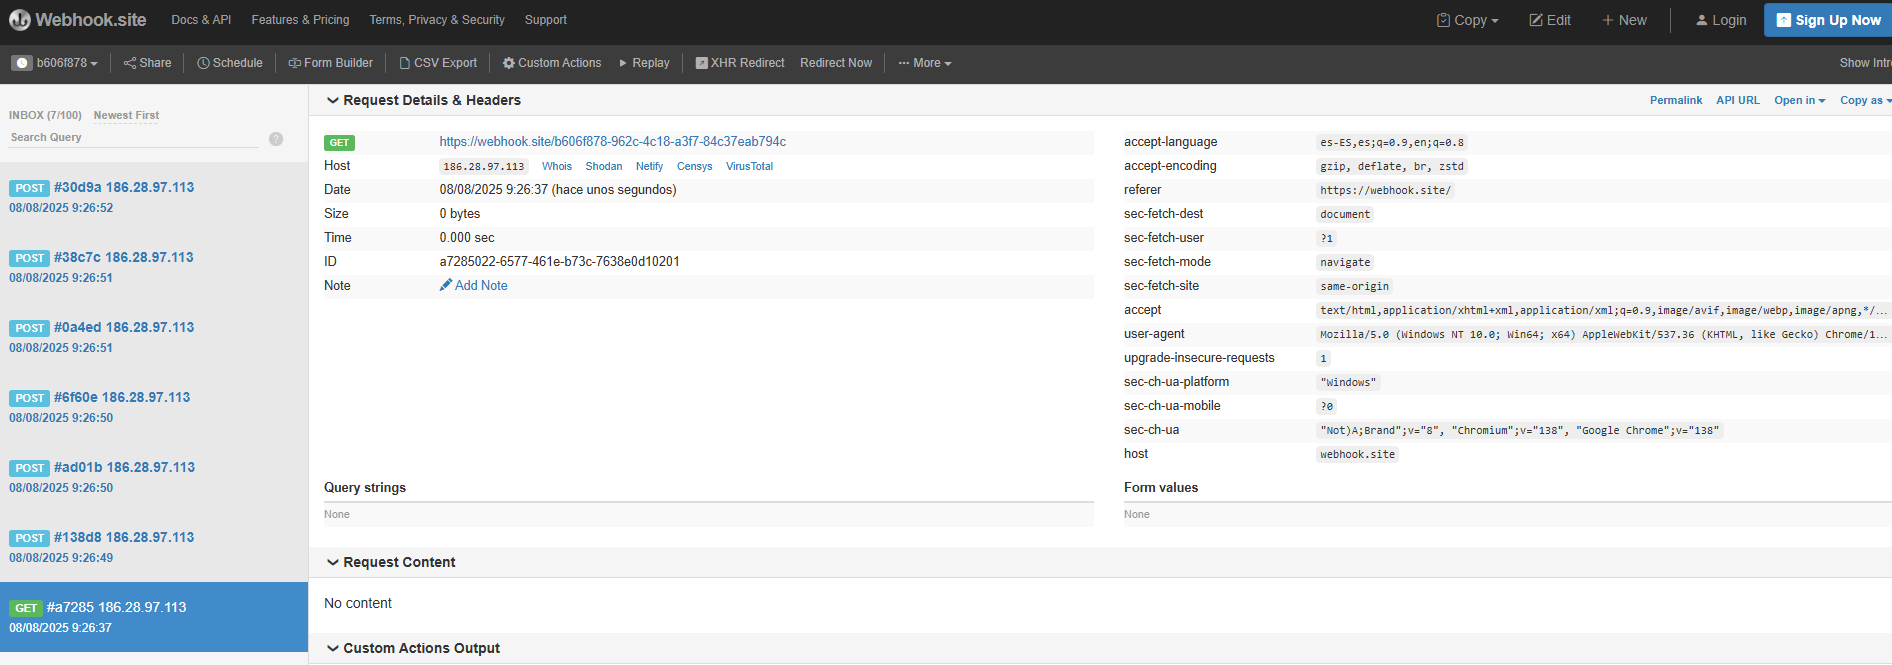 Webhook.site Docs & API Features & Pricing Terms, Privacy & Security Support Copy Edit New Login Sign Up Now
b606f878 Share Schedule Form Builder CSV Export Custom Actions Replay XHR Redirect Redirect Now ··· More Show Intr
INBOX (7/100) Newest First
Search Query ?
POST #30d9a 186.28.97.113
08/08/2025 9:26:52
POST #38c7c 186.28.97.113
08/08/2025 9:26:51
POST #0a4ed 186.28.97.113
08/08/2025 9:26:51
POST #6f60e 186.28.97.113
08/08/2025 9:26:50
POST #ad01b 186.28.97.113
08/08/2025 9:26:50
POST #138d8 186.28.97.113
08/08/2025 9:26:49
GET #a7285 186.28.97.113
08/08/2025 9:26:37
Request Details & Headers Permalink API URL Open in Copy as
GET https://webhook.site/b606f878-962c-4c18-a3f7-84c37eab794c
Host 186.28.97.113 Whois Shodan Netify Censys VirusTotal
Date 08/08/2025 9:26:37 (hace unos segundos)
Size 0 bytes
Time 0.000 sec
ID a7285022-6577-461e-b73c-7638e0d10201
Note Add Note
accept-language es-ES,es;q=0.9,en;q=0.8
accept-encoding gzip, deflate, br, zstd
referer https://webhook.site/
sec-fetch-dest document
sec-fetch-user ?1
sec-fetch-mode navigate
sec-fetch-site same-origin
accept text/html,application/xhtml+xml,application/xml;q=0.9,image/avif,image/webp,image/apng,*/...
user-agent Mozilla/5.0 (Windows NT 10.0; Win64; x64) AppleWebKit/537.36 (KHTML, like Gecko) Chrome/1...
upgrade-insecure-requests 1
sec-ch-ua-platform "Windows"
sec-ch-ua-mobile ?0
sec-ch-ua "Not)A;Brand";v="8", "Chromium";v="138", "Google Chrome";v="138"
host webhook.site
Query strings
None
Form values
None
Request Content
No content
Custom Actions Output